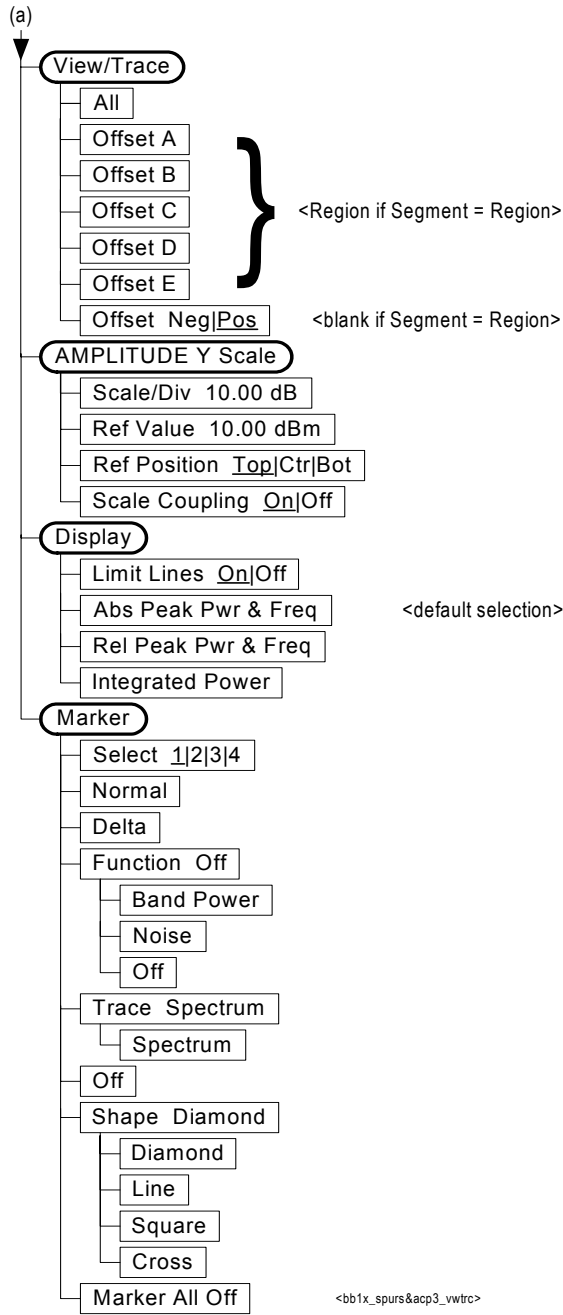 (a)
View/Trace
All
Offset A
Offset B
Offset C
<Region if Segment = Region>
Offset D
Offset E
Offset Neg|Pos <blank if Segment = Region>
AMPLITUDE Y Scale
Scale/Div 10.00 dB
Ref Value 10.00 dBm
Ref Position Top|Ctr|Bot
Scale Coupling On|Off
Display
Limit Lines On|Off
Abs Peak Pwr & Freq <default selection>
Rel Peak Pwr & Freq
Integrated Power
Marker
Select 1|2|3|4
Normal
Delta
Function Off
Band Power
Noise
Off
Trace Spectrum
Spectrum
Off
Shape Diamond
Diamond
Line
Square
Cross
Marker All Off <bb1x_spurs&acp3_vwtrc>